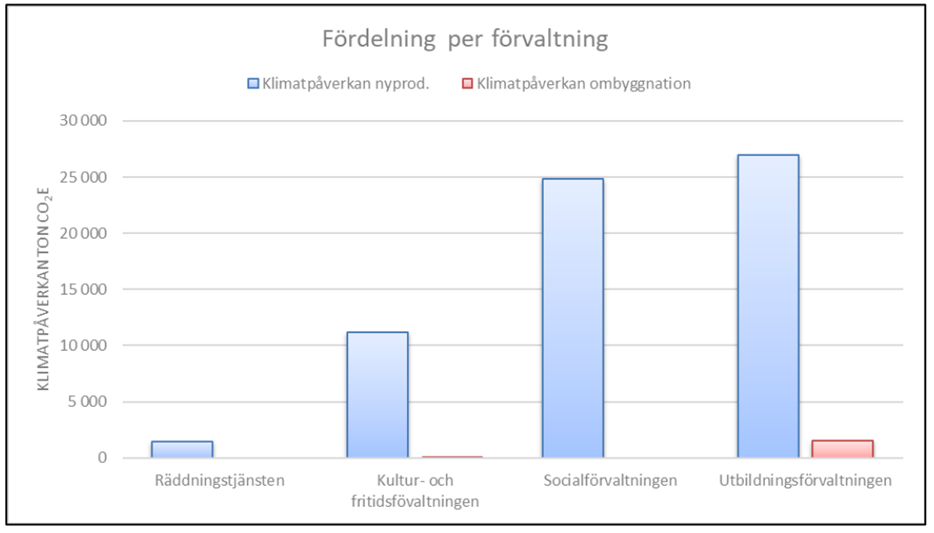 Fördelning per förvaltning
Klimatpåverkan nyprod. Klimatpåverkan ombyggnation
KLIMATPÅVERKAN TON CO₂E
30 000
25 000
20 000
15 000
10 000
5 000
0
Räddningstjänsten
Kultur- och
fritidsfövaltningen
Socialförvaltningen
Utbildningsförvaltningen